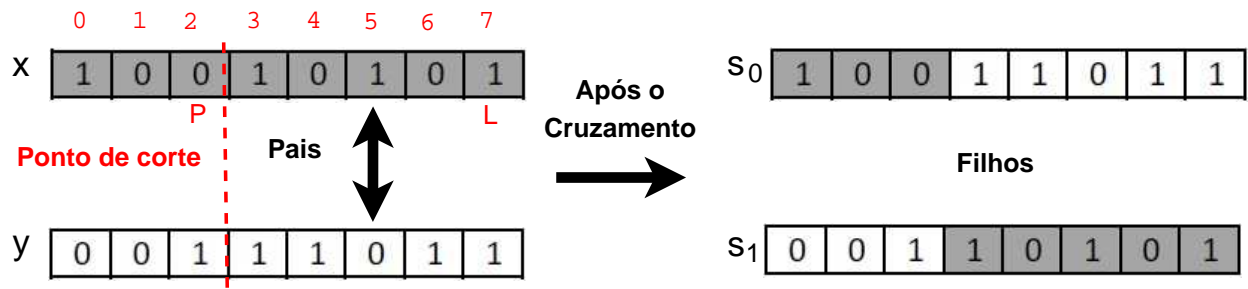 0 1 2 3 4 5 6 7
x 1 0 0 1 0 1 0 1
P L
Ponto de corte
Pais
y 0 0 1 1 1 0 1 1
Após o
Cruzamento
S0 1 0 0 1 1 0 1 1
Filhos
S1 0 0 1 1 0 1 0 1